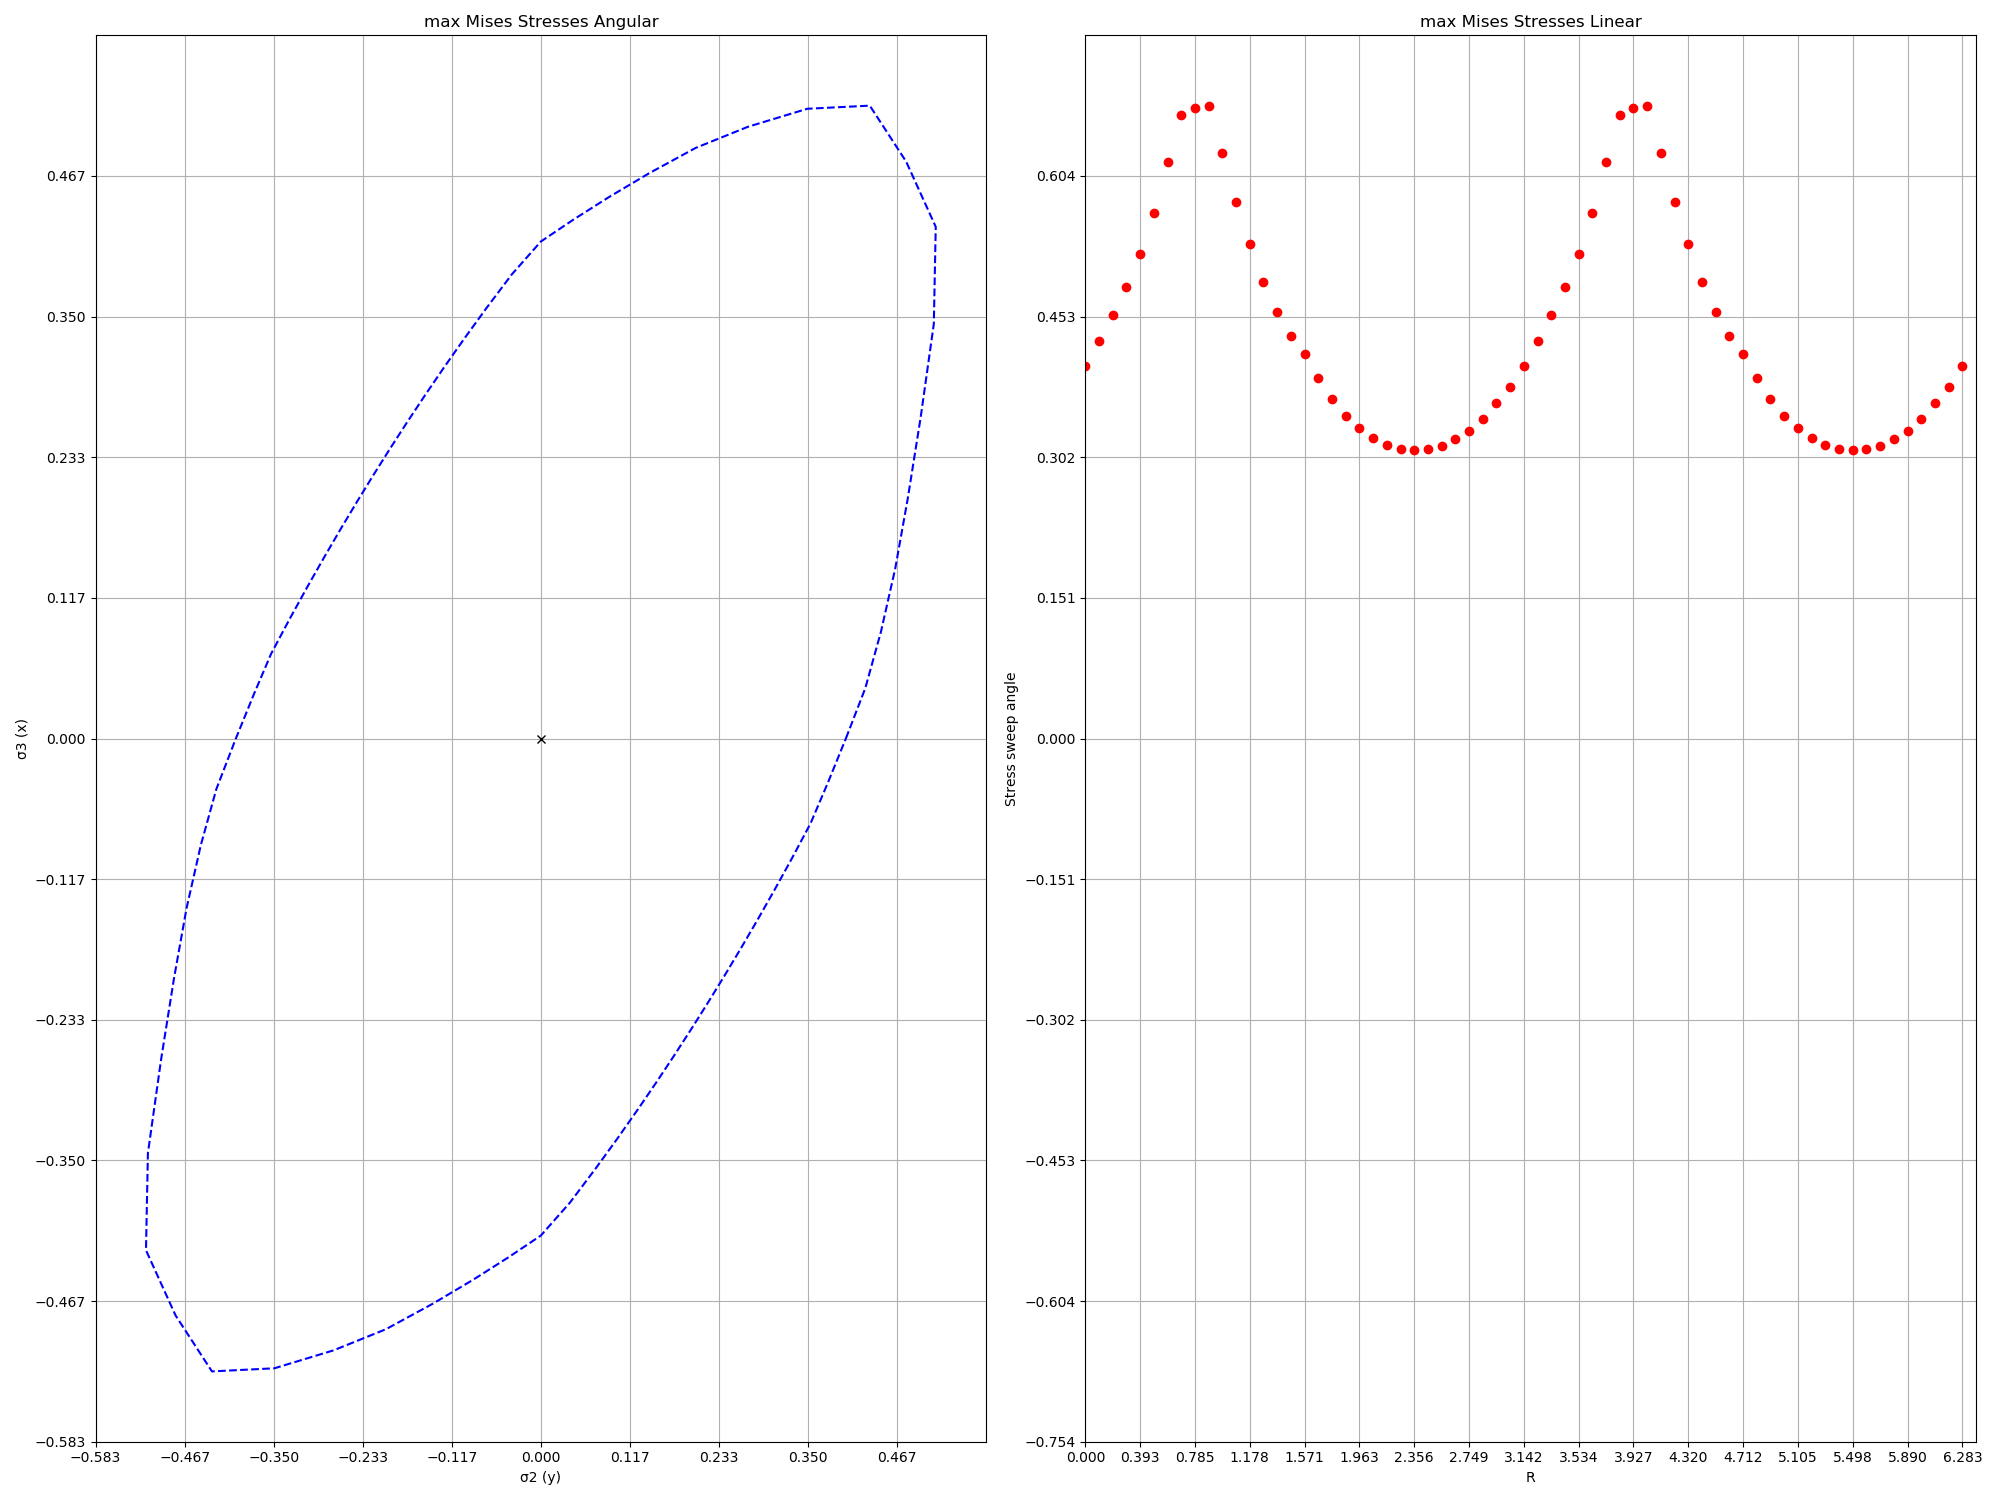 max Mises Stresses Angular
0.467
0.350
0.233
0.117
0.000
−0.117
−0.233
−0.350
−0.467
−0.583
σ3 (x)
−0.583 −0.467 −0.350 −0.233 −0.117 0.000 0.117 0.233 0.350 0.467
σ2 (y)
max Mises Stresses Linear
0.604
0.453
0.302
0.151
0.000
−0.151
−0.302
−0.453
−0.604
−0.754
Stress sweep angle
0.000 0.393 0.785 1.178 1.571 1.963 2.356 2.749 3.142 3.534 3.927 4.320 4.712 5.105 5.498 5.890 6.283
R